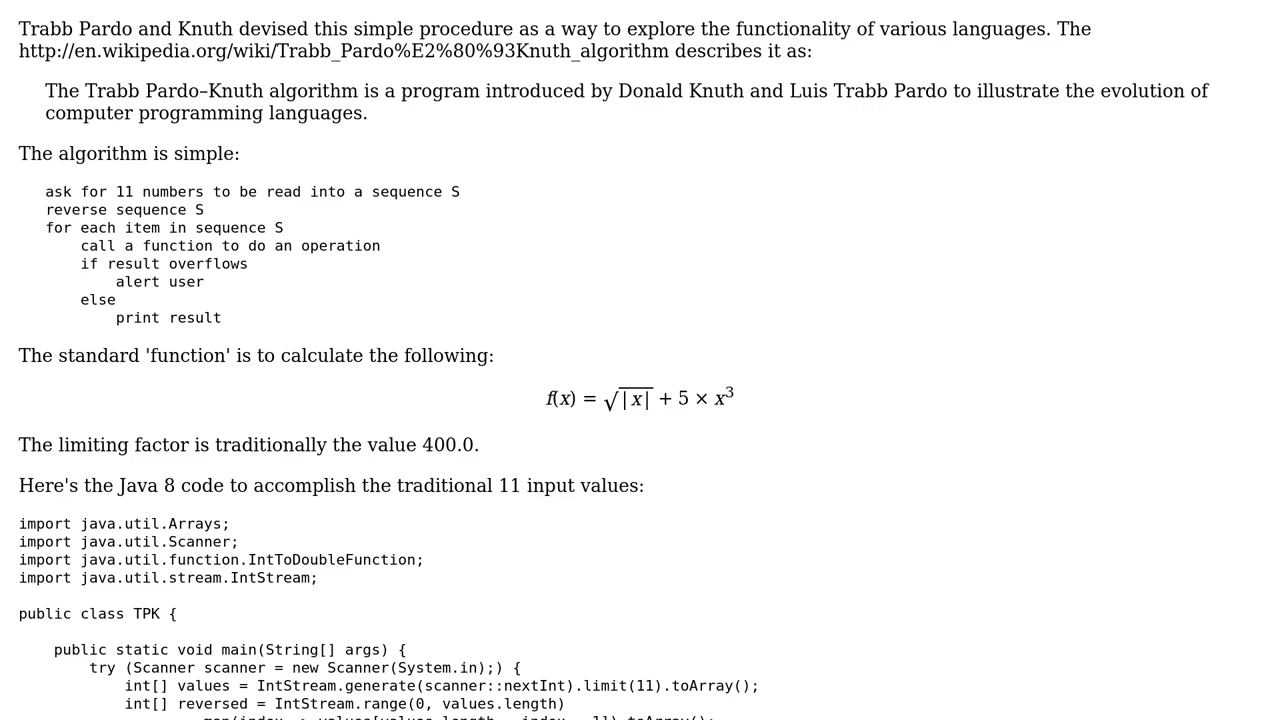 Trabb Pardo and Knuth devised this simple procedure as a way to explore the functionality of various languages. The
http://en.wikipedia.org/wiki/Trabb_Pardo%E2%80%93Knuth_algorithm describes it as:
The Trabb Pardo–Knuth algorithm is a program introduced by Donald Knuth and Luis Trabb Pardo to illustrate the evolution of
computer programming languages.
The algorithm is simple:
ask for 11 numbers to be read into a sequence S
reverse sequence S
for each item in sequence S
    call a function to do an operation
    if result overflows
        alert user
    else
        print result
The standard 'function' is to calculate the following:
f(x) = √|x| + 5 × x³
The limiting factor is traditionally the value 400.0.
Here's the Java 8 code to accomplish the traditional 11 input values:
import java.util.Arrays;
import java.util.Scanner;
import java.util.function.IntToDoubleFunction;
import java.util.stream.IntStream;
public class TPK {
    public static void main(String[] args) {
        try (Scanner scanner = new Scanner(System.in);) {
            int[] values = IntStream.generate(scanner::nextInt).limit(11).toArray();
            int[] reversed = IntStream.range(0, values.length)